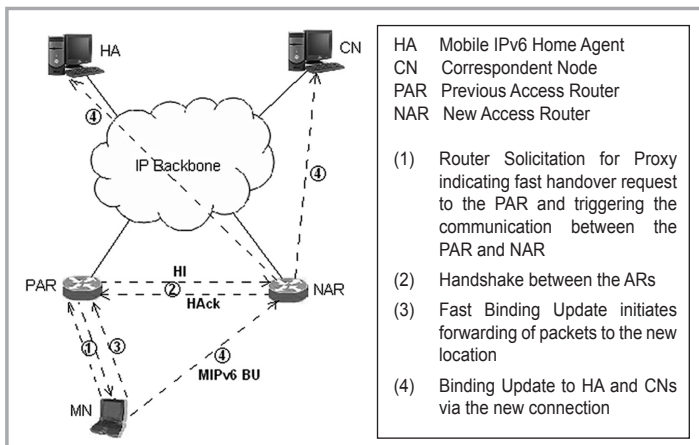 HA
CN
④
IP Backbone
④
PAR
HI
②
HAck
NAR
①
③
④
MIPv6 BU
MN
HA Mobile IPv6 Home Agent
CN Correspondent Node
PAR Previous Access Router
NAR New Access Router
(1) Router Solicitation for Proxy
indicating fast handover request
to the PAR and triggering the
communication between the
PAR and NAR
(2) Handshake between the ARs
(3) Fast Binding Update initiates
forwarding of packets to the new
location
(4) Binding Update to HA and CNs
via the new connection